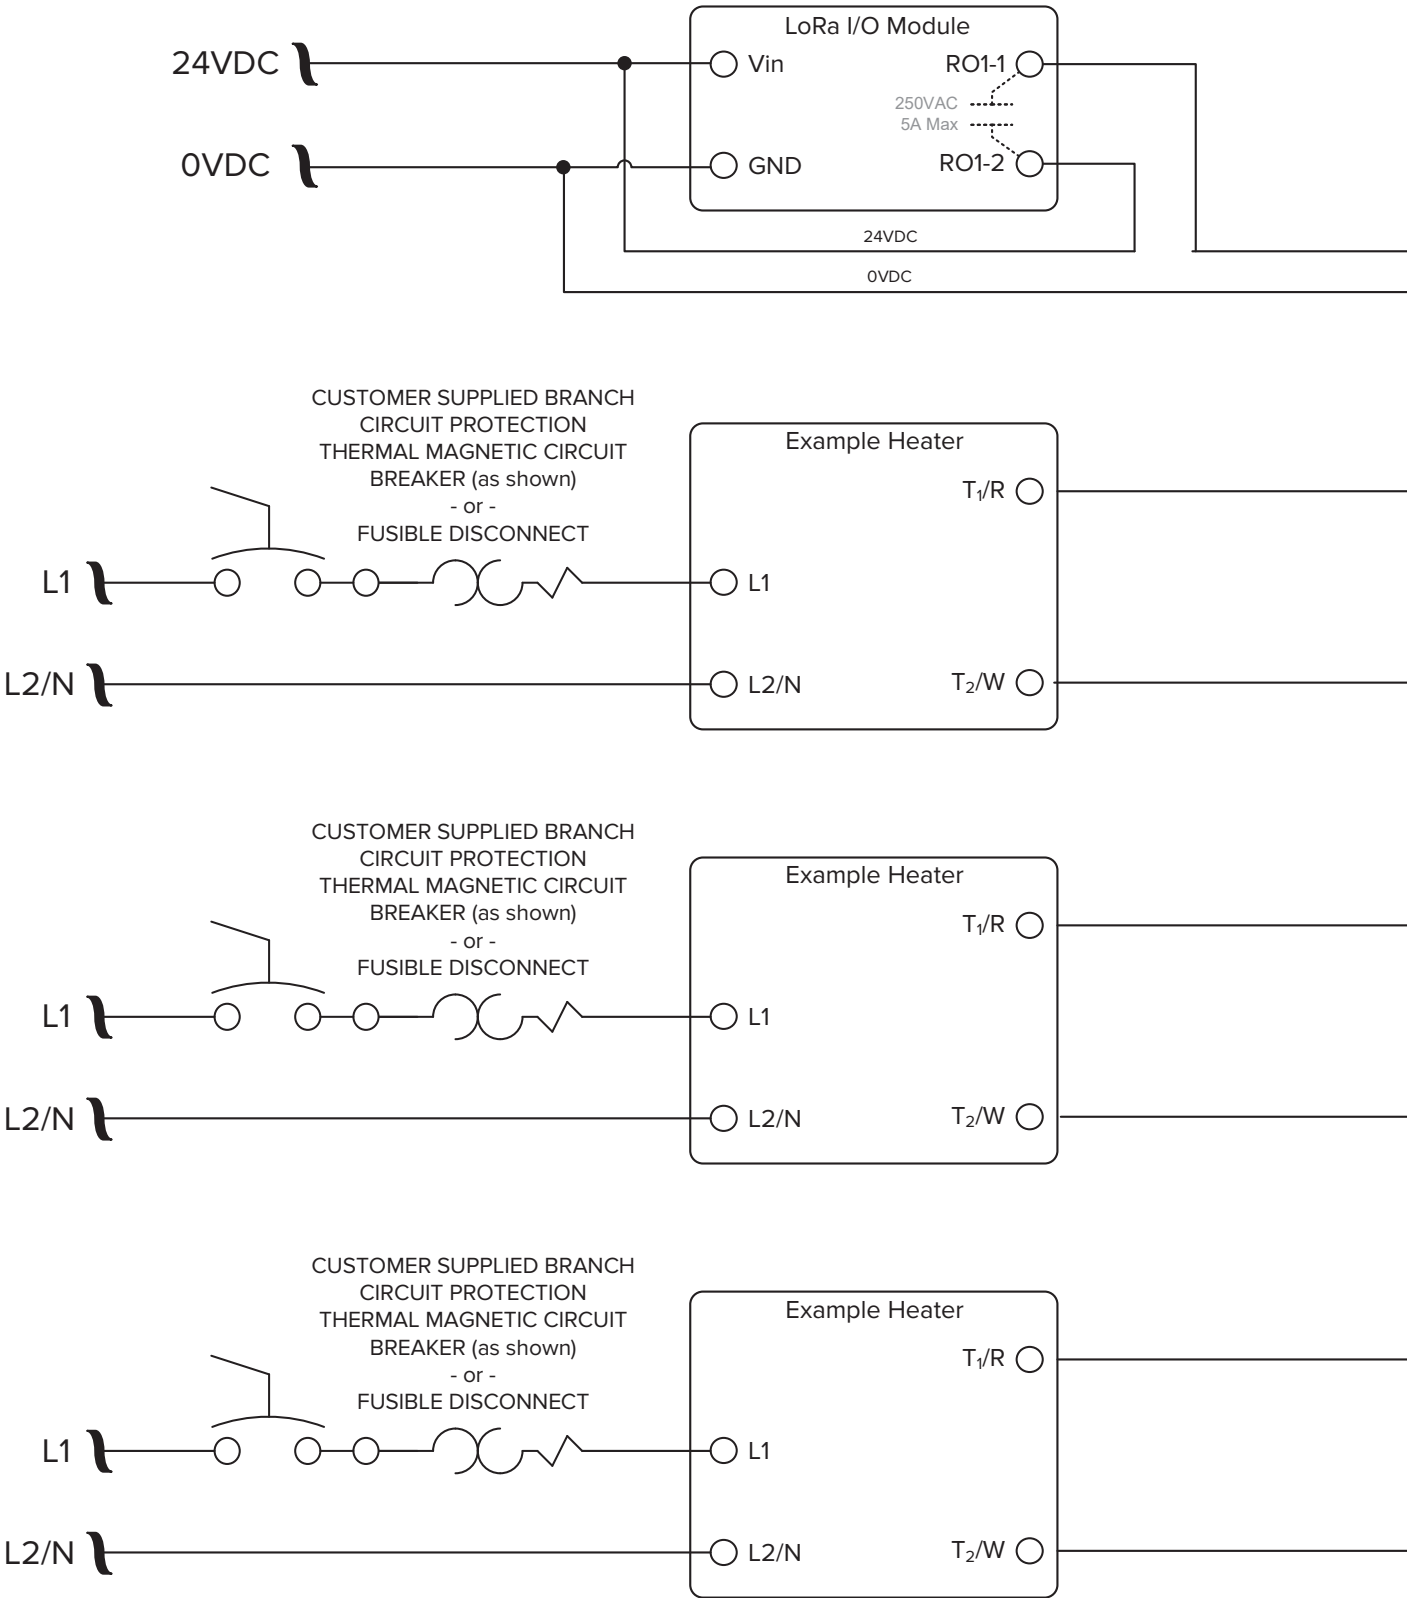 LoRa I/O Module
24VDC
Vin
RO1-1
250VAC
5A Max
0VDC
GND
RO1-2
24VDC
0VDC
CUSTOMER SUPPLIED BRANCH
CIRCUIT PROTECTION
THERMAL MAGNETIC CIRCUIT
BREAKER (as shown)
- or -
FUSIBLE DISCONNECT
Example Heater
T₁/R
L1
L1
L2/N
L2/N
T₂/W
CUSTOMER SUPPLIED BRANCH
CIRCUIT PROTECTION
THERMAL MAGNETIC CIRCUIT
BREAKER (as shown)
- or -
FUSIBLE DISCONNECT
Example Heater
T₁/R
L1
L1
L2/N
L2/N
T₂/W
CUSTOMER SUPPLIED BRANCH
CIRCUIT PROTECTION
THERMAL MAGNETIC CIRCUIT
BREAKER (as shown)
- or -
FUSIBLE DISCONNECT
Example Heater
T₁/R
L1
L1
L2/N
L2/N
T₂/W